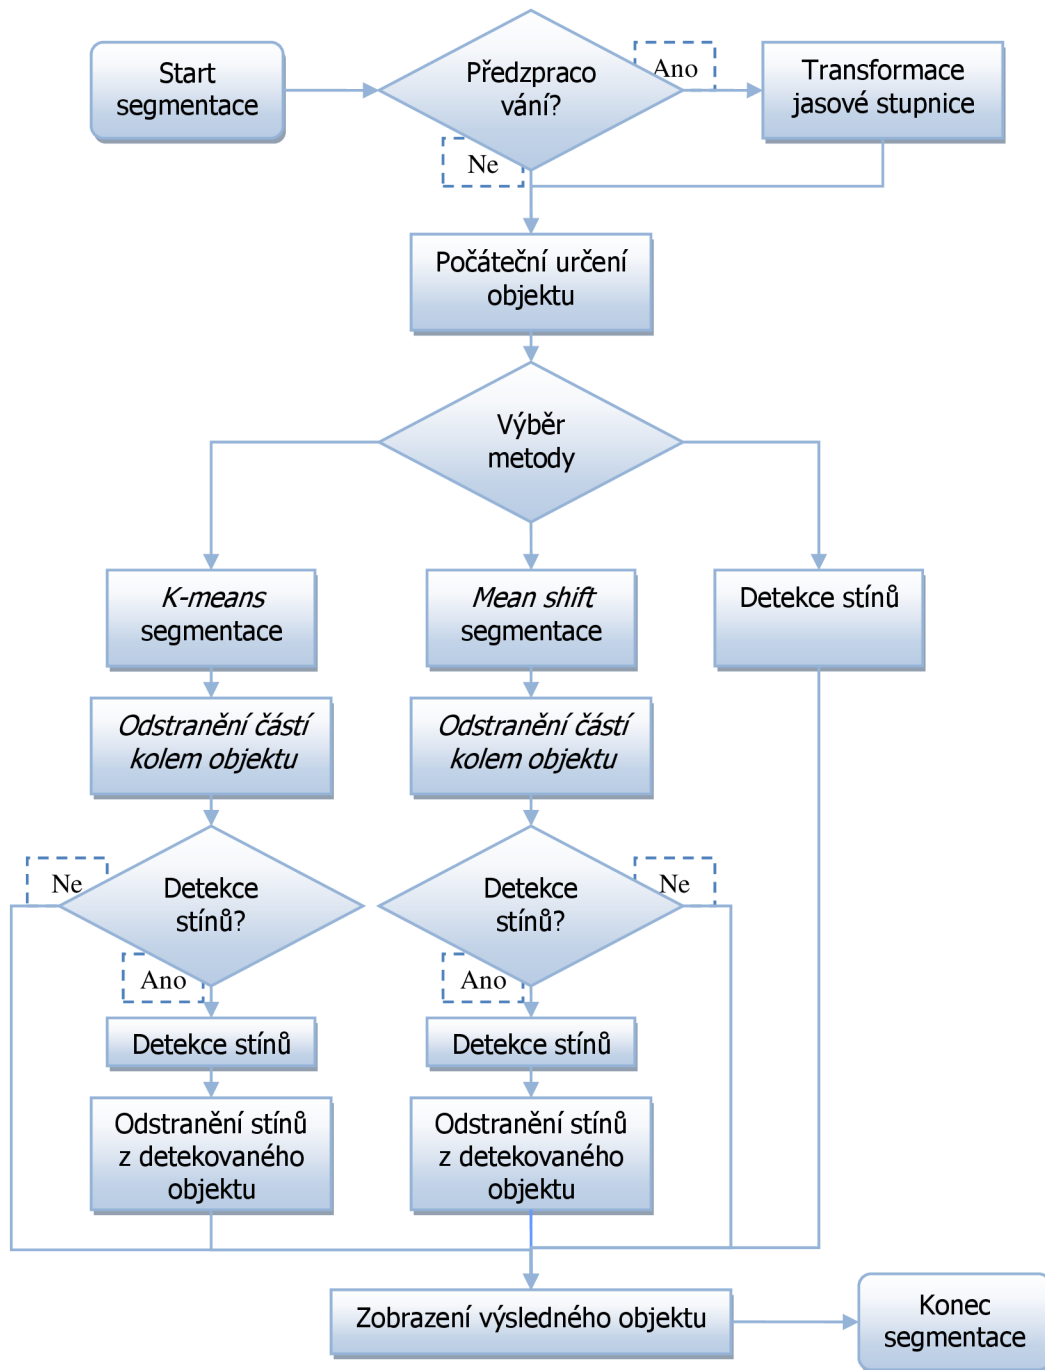 Start
segmentace
Předzpraco
vání?
Ano
Transformace
jasové stupnice
Ne
Počáteční určení
objektu
Výběr
metody
K-means
segmentace
Mean shift
segmentace
Detekce stínů
Odstranění částí
kolem objektu
Odstranění částí
kolem objektu
Ne
Detekce
stínů?
Detekce
stínů?
Ne
Ano
Ano
Detekce stínů
Detekce stínů
Odstranění stínů
z detekovaného
objektu
Odstranění stínů
z detekovaného
objektu
Zobrazení výsledného objektu
Konec
segmentace